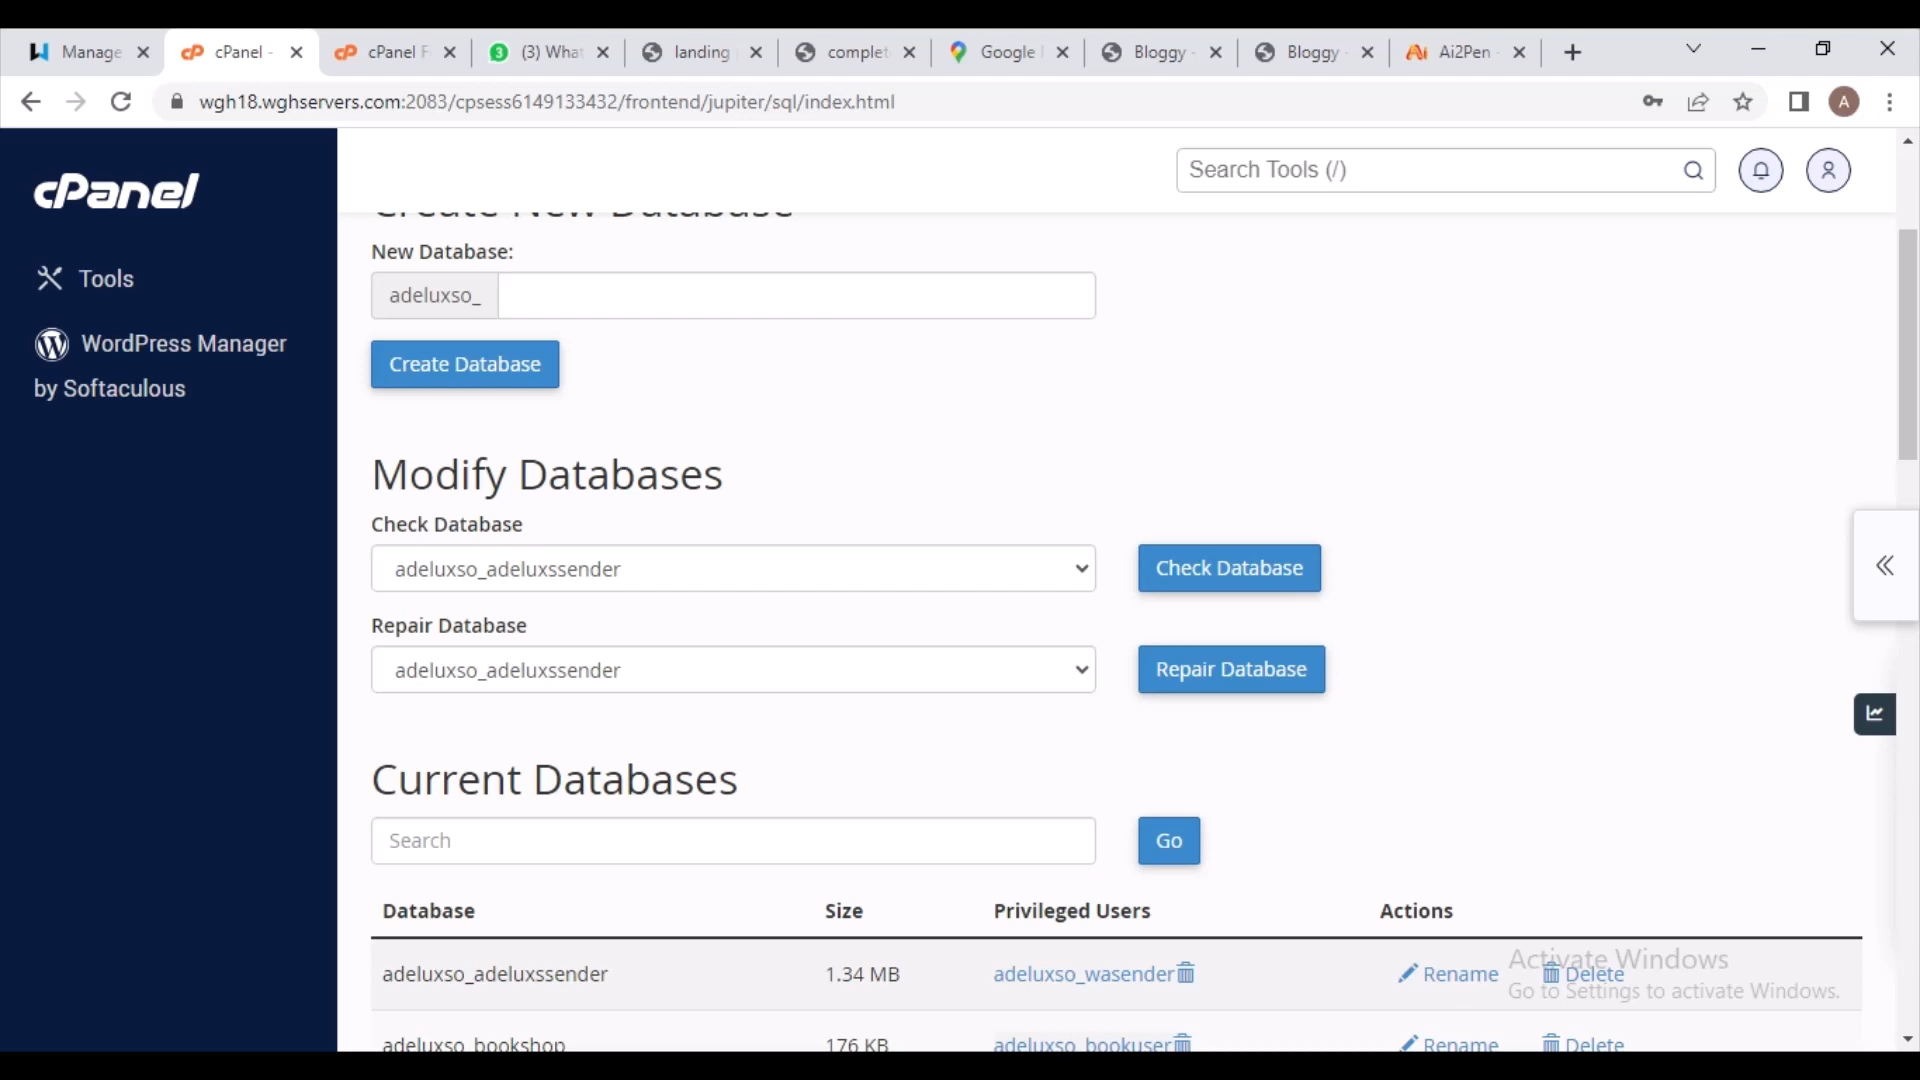 Manage
cPanel -
cPanel F
3
(3) What
landing
complet
Google
Bloggy -
Bloggy -
Ai2Pen -
wgh18.wghservers.com:2083/cpsess6149133432/frontend/jupiter/sql/index.html
A
cPanel
Tools
WordPress Manager
by Softaculous
Search Tools (/)
Create New Database
New Database:
adeluxso_
Create Database
Modify Databases
Check Database
adeluxso_adeluxssender
Check Database
Repair Database
adeluxso_adeluxssender
Repair Database
Current Databases
Search
Go
Database Size Privileged Users Actions
adeluxso_adeluxssender 1.34 MB adeluxso_wasender Rename Delete
adeluxso_bookshop 176 KB adeluxso_bookuser Rename Delete
Activate Windows
Go to Settings to activate Windows.